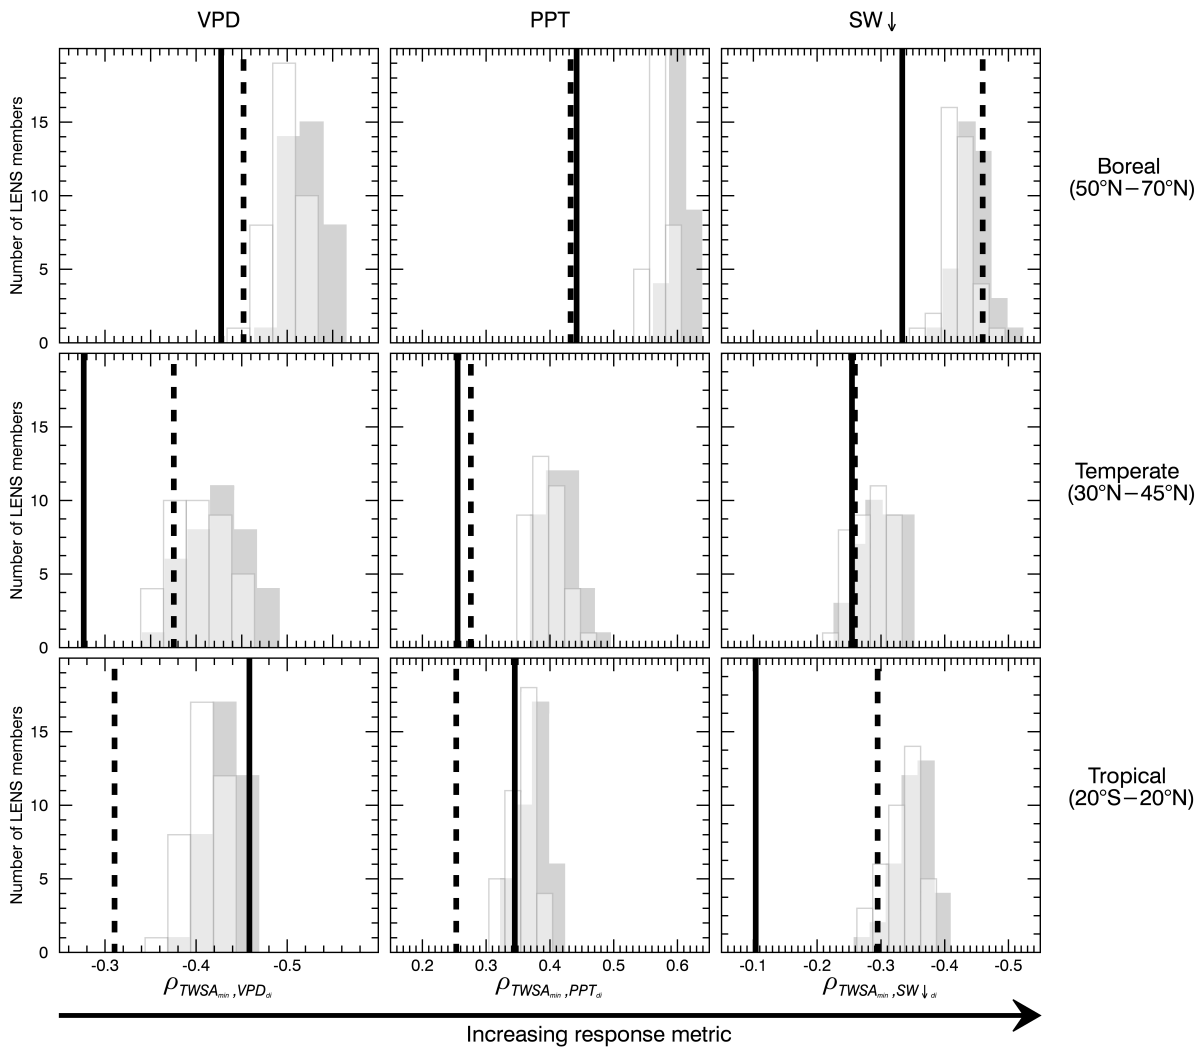 VPD PPT SW↓
Number of LENS members
15
10
5
0
Boreal
(50°N−70°N)
Number of LENS members
15
10
5
0
Temperate
(30°N−45°N)
Number of LENS members
15
10
5
0
Tropical
(20°S−20°N)
-0.3 -0.4 -0.5 0.2 0.3 0.4 0.5 0.6 -0.1 -0.2 -0.3 -0.4 -0.5
ρTWSAmin,VPDdi ρTWSAmin,PPTdi ρTWSAmin,SW↓di
Increasing response metric